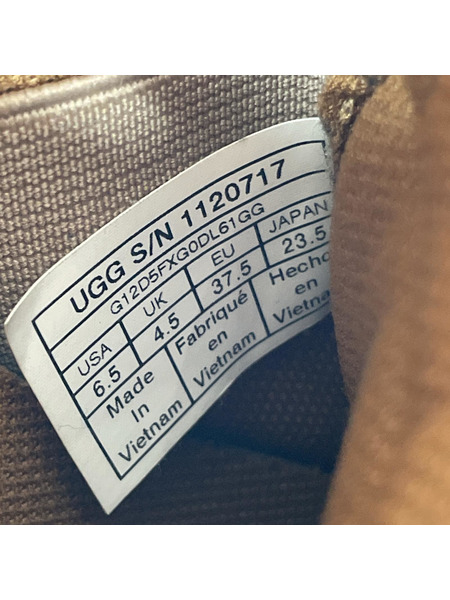 UGG S/N 1120717
G12D5FXG0DL61GG
USA UK EU JAPAN
6.5 4.5 37.5 23.5
Made Fabriqué Hecho
In en en
Vietnam Vietnam Vietnam